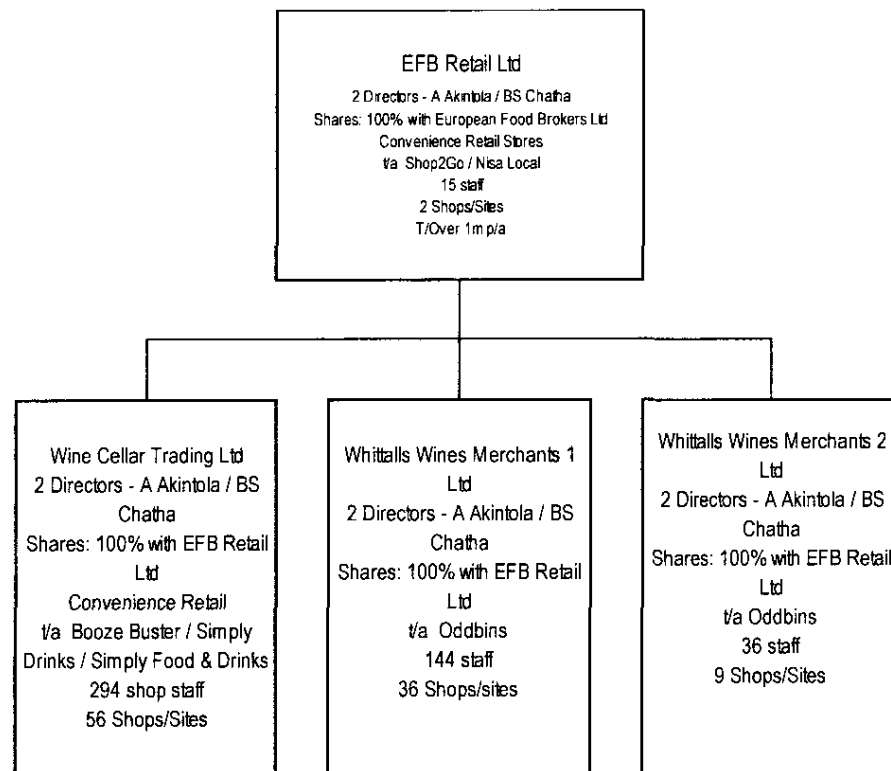 EFB Retail Ltd
2 Directors - A Akintola / BS Chatha
Shares: 100% with European Food Brokers Ltd
Convenience Retail Stores
t/a Shop2Go / Nisa Local
15 staff
2 Shops/Sites
T/Over 1m p/a
Wine Cellar Trading Ltd
2 Directors - A Akintola / BS
Chatha
Shares: 100% with EFB Retail
Ltd
Convenience Retail
t/a Booze Buster / Simply
Drinks / Simply Food & Drinks
294 shop staff
56 Shops/Sites
Whittalls Wines Merchants 1
Ltd
2 Directors - A Akintola / BS
Chatha
Shares: 100% with EFB Retail
Ltd
t/a Oddbins
144 staff
36 Shops/sites
Whittalls Wines Merchants 2
Ltd
2 Directors - A Akintola / BS
Chatha
Shares: 100% with EFB Retail
Ltd
t/a Oddbins
36 staff
9 Shops/Sites